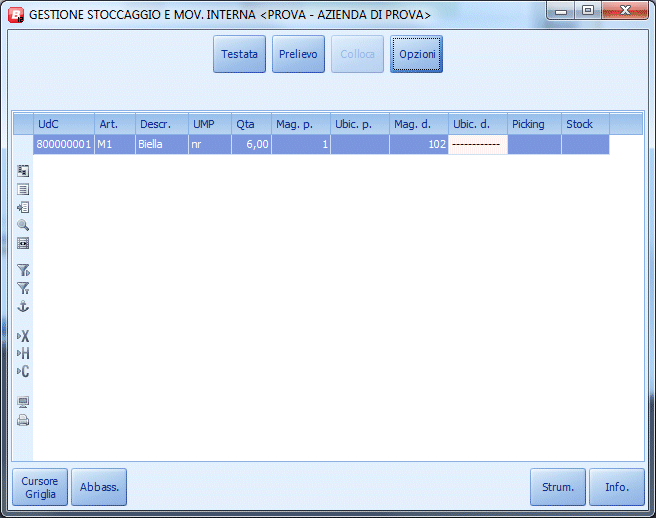 GESTIONE STOCCAGGIO E MOV. INTERNA <PROVA - AZIENDA DI PROVA>
Testata Prelievo Colloca Opzioni
UdC Art. Descr. UMP Qta Mag. p. Ubic. p. Mag. d. Ubic. d. Picking Stock
800000001 M1 Biella nr 6,00 1 102 ------------
X
H
C
Cursore Griglia Abbass. Strum. Info.